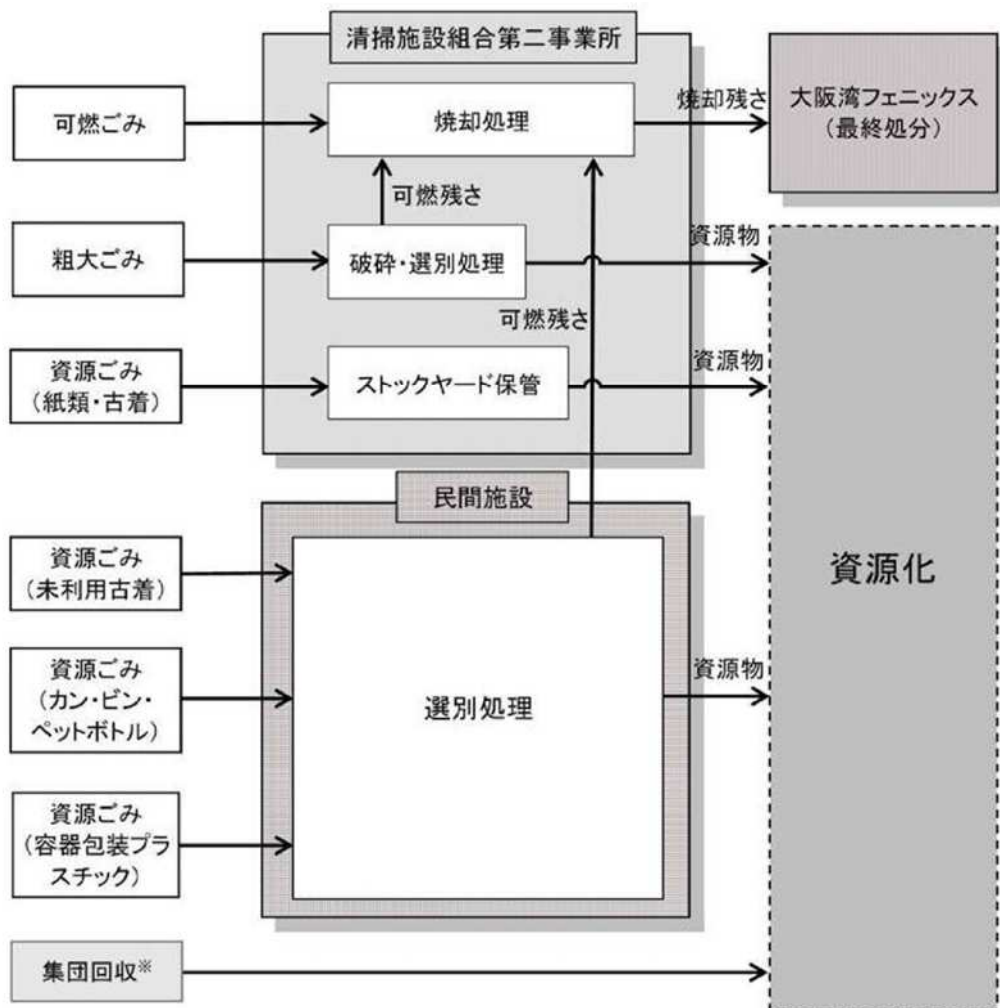 清掃施設組合第二事業所
可燃ごみ
焼却処理
焼却残さ
大阪湾フェニックス
(最終処分)
可燃残さ
粗大ごみ
破砕・選別処理
資源物
可燃残さ
資源ごみ
(紙類・古着)
ストックヤード保管
資源物
民間施設
資源ごみ
(未利用古着)
資源化
資源ごみ
(カン・ビン・
ペットボトル)
選別処理
資源物
資源ごみ
(容器包装プラ
スチック)
集団回収※